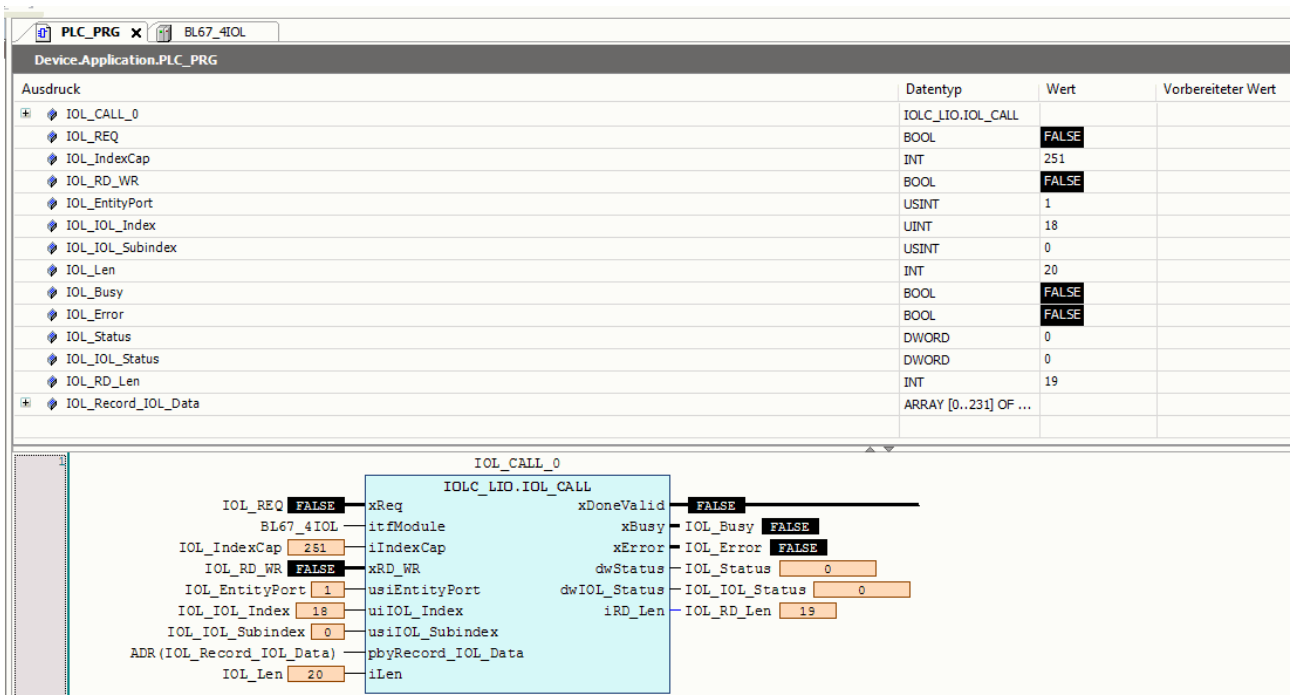 PLC_PRG X BL67_4IOL
Device.Application.PLC_PRG
Ausdruck Datentyp Wert Vorbereiteter Wert
IOL_CALL_0 IOLC_LIO.IOL_CALL
IOL_REQ BOOL FALSE
IOL_IndexCap INT 251
IOL_RD_WR BOOL FALSE
IOL_EntityPort USINT 1
IOL_IOL_Index UINT 18
IOL_IOL_Subindex USINT 0
IOL_Len INT 20
IOL_Busy BOOL FALSE
IOL_Error BOOL FALSE
IOL_Status DWORD 0
IOL_IOL_Status DWORD 0
IOL_RD_Len INT 19
IOL_Record_IOL_Data ARRAY [0..231] OF ...
1 IOL_CALL_0
IOLC_LIO.IOL_CALL
IOL_REQ FALSE xReq xDoneValid FALSE
BL67_4IOL itfModule xBusy IOL_Busy FALSE
IOL_IndexCap 251 iIndexCap xError IOL_Error FALSE
IOL_RD_WR FALSE xRD_WR dwStatus IOL_Status 0
IOL_EntityPort 1 usiEntityPort dwIOL_Status IOL_IOL_Status 0
IOL_IOL_Index 18 uiIOL_Index iRD_Len IOL_RD_Len 19
IOL_IOL_Subindex 0 usiIOL_Subindex
ADR(IOL_Record_IOL_Data) pbyRecord_IOL_Data
IOL_Len 20 iLen